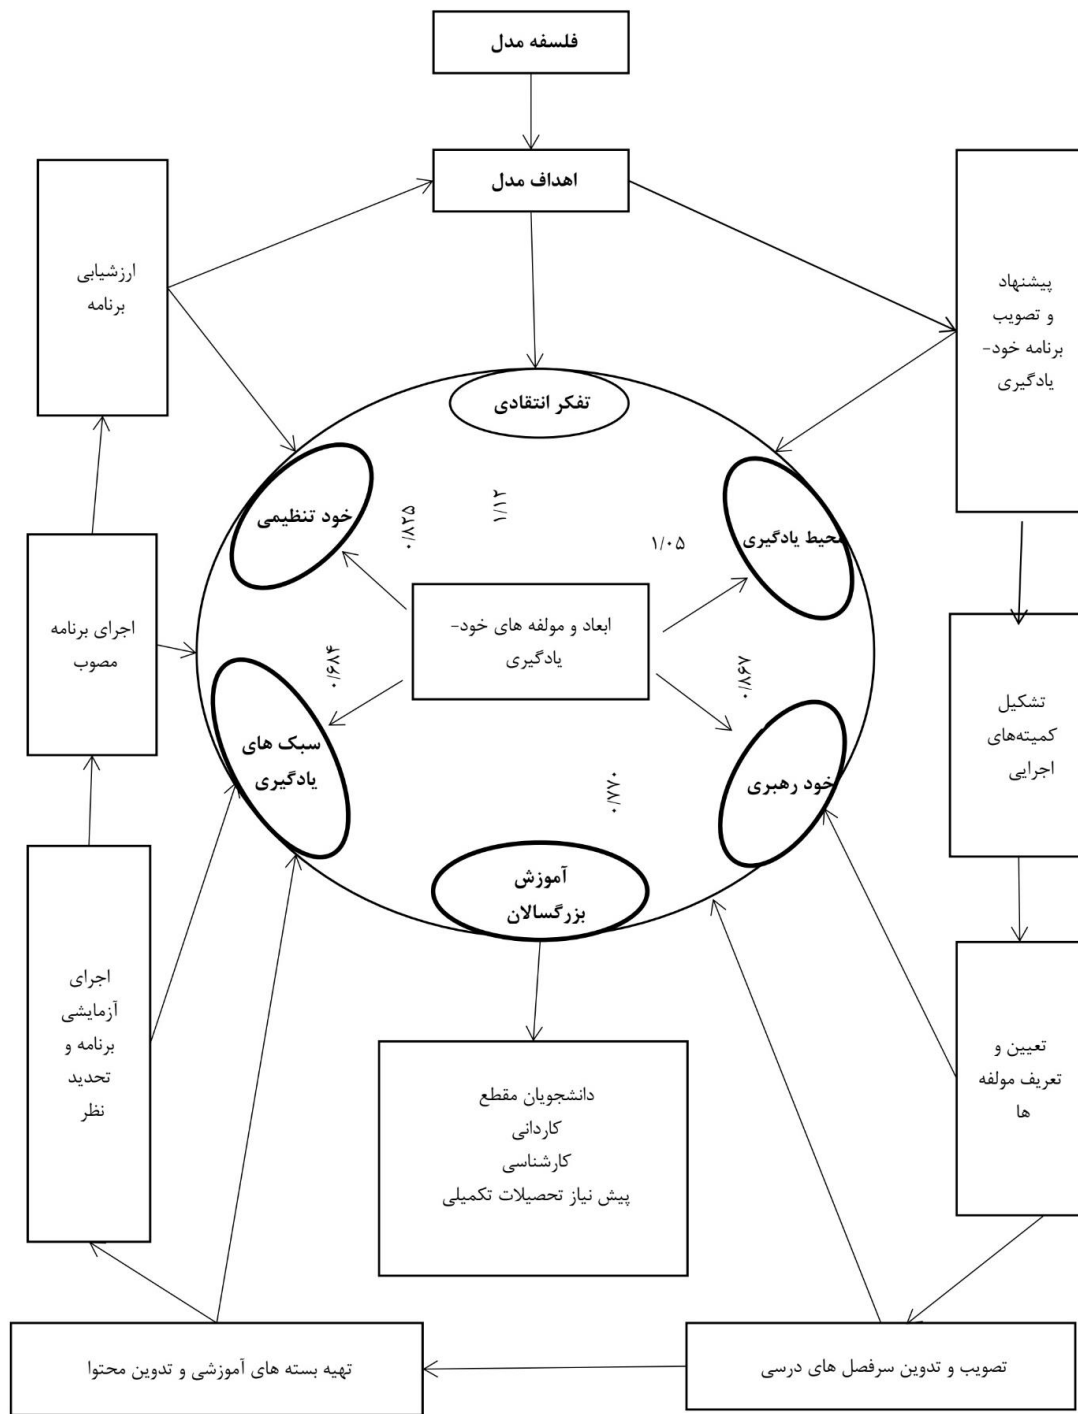 فلسفه مدل
اهداف مدل
ارزشیابی
برنامه
پیشنهاد
و تصویب
برنامه خود-
یادگیری
تفکر انتقادی
خود تنظیمی
محیط یادگیری
۰/۸۲۵
۱/۱۲
۱/۰۵
ابعاد و مولفه های خود-
یادگیری
اجرای برنامه
مصوب
۰/۶۸۴
۰/۸۶۷
تشکیل
کمیته‌های
اجرایی
سبک های
یادگیری
خود رهبری
۰/۷۷۰
آموزش
بزرگسالان
اجرای
آزمایشی
برنامه و
تحدید
نظر
تعیین و
تعریف مولفه
ها
دانشجویان مقطع
کاردانی
کارشناسی
پیش نیاز تحصیلات تکمیلی
تصویب و تدوین سرفصل های درسی
تهیه بسته های آموزشی و تدوین محتوا